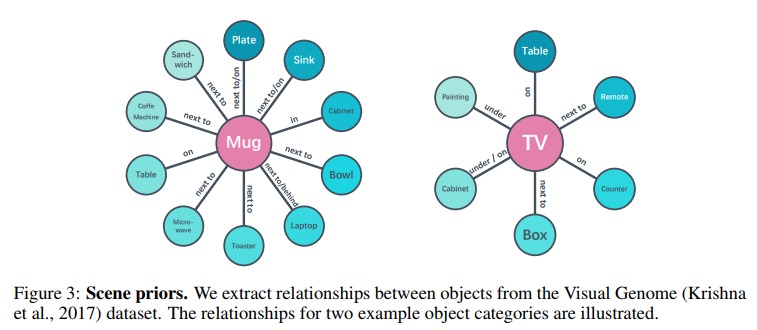 Plate
Sand-
wich
Sink
next to
next to/on
next to/on
Coffe
Machine
next to
in
Cabinet
Mug
Table
on
next to
Bowl
next to
next to
next to/behind
Micro-
wave
Toaster
Laptop
Table
on
Painting
under
next to
Remote
TV
Cabinet
under / on
on
Counter
next to
Box
Figure 3: Scene priors. We extract relationships between objects from the Visual Genome (Krishna
et al., 2017) dataset. The relationships for two example object categories are illustrated.